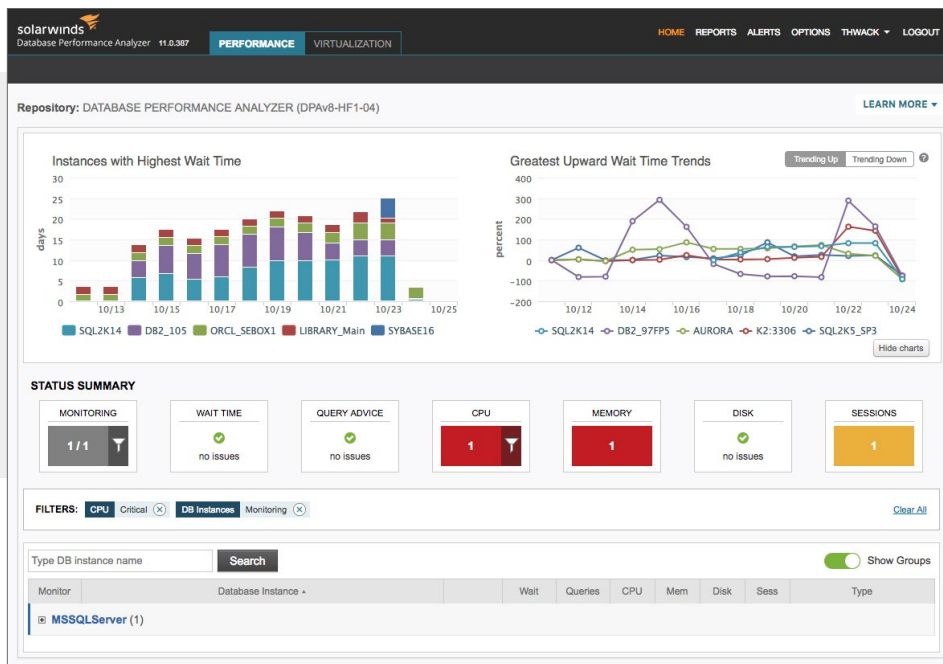 solarwinds
Database Performance Analyzer 11.0.387
PERFORMANCE VIRTUALIZATION
HOME REPORTS ALERTS OPTIONS THWACK LOGOUT
Repository: DATABASE PERFORMANCE ANALYZER (DPAv8-HF1-04)
LEARN MORE
Instances with Highest Wait Time
30
25
20
15
10
5
0
days
10/13 10/15 10/17 10/19 10/21 10/23 10/25
SQL2K14 DB2_105 ORCL_SEBOX1 LIBRARY_Main SYBASE16
Greatest Upward Wait Time Trends
Trending Up Trending Down ?
400
300
200
100
0
-100
-200
percent
10/12 10/14 10/16 10/18 10/20 10/22 10/24
SQL2K14 DB2_97FP5 AURORA K2:3306 SQL2K5_SP3
Hide charts
STATUS SUMMARY
MONITORING
1/1
WAIT TIME
no issues
QUERY ADVICE
no issues
CPU
1
MEMORY
1
DISK
no issues
SESSIONS
1
FILTERS: CPU Critical DB Instances Monitoring
Clear All
Type DB instance name Search
Show Groups
Monitor Database Instance Wait Queries CPU Mem Disk Sess Type
MSSQLServer (1)